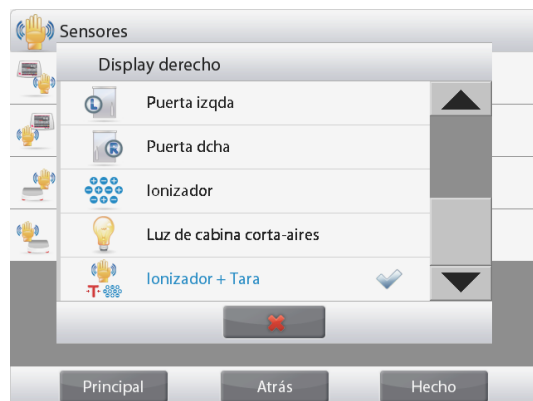 Sensores
Display derecho
Puerta izqda
Puerta dcha
Ionizador
Luz de cabina corta-aires
Ionizador + Tara
Principal
Atrás
Hecho